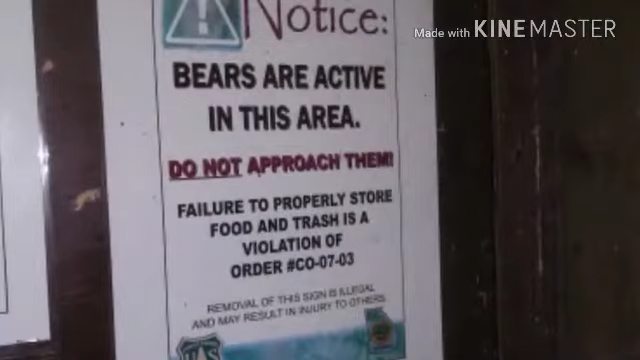 Notice:
Made with KINEMASTER
BEARS ARE ACTIVE
IN THIS AREA.
DO NOT APPROACH THEM!
FAILURE TO PROPERLY STORE
FOOD AND TRASH IS A
VIOLATION OF
ORDER #CO-07-03
REMOVAL OF THIS SIGN IS ILLEGAL
AND MAY RESULT IN INJURY TO OTHERS